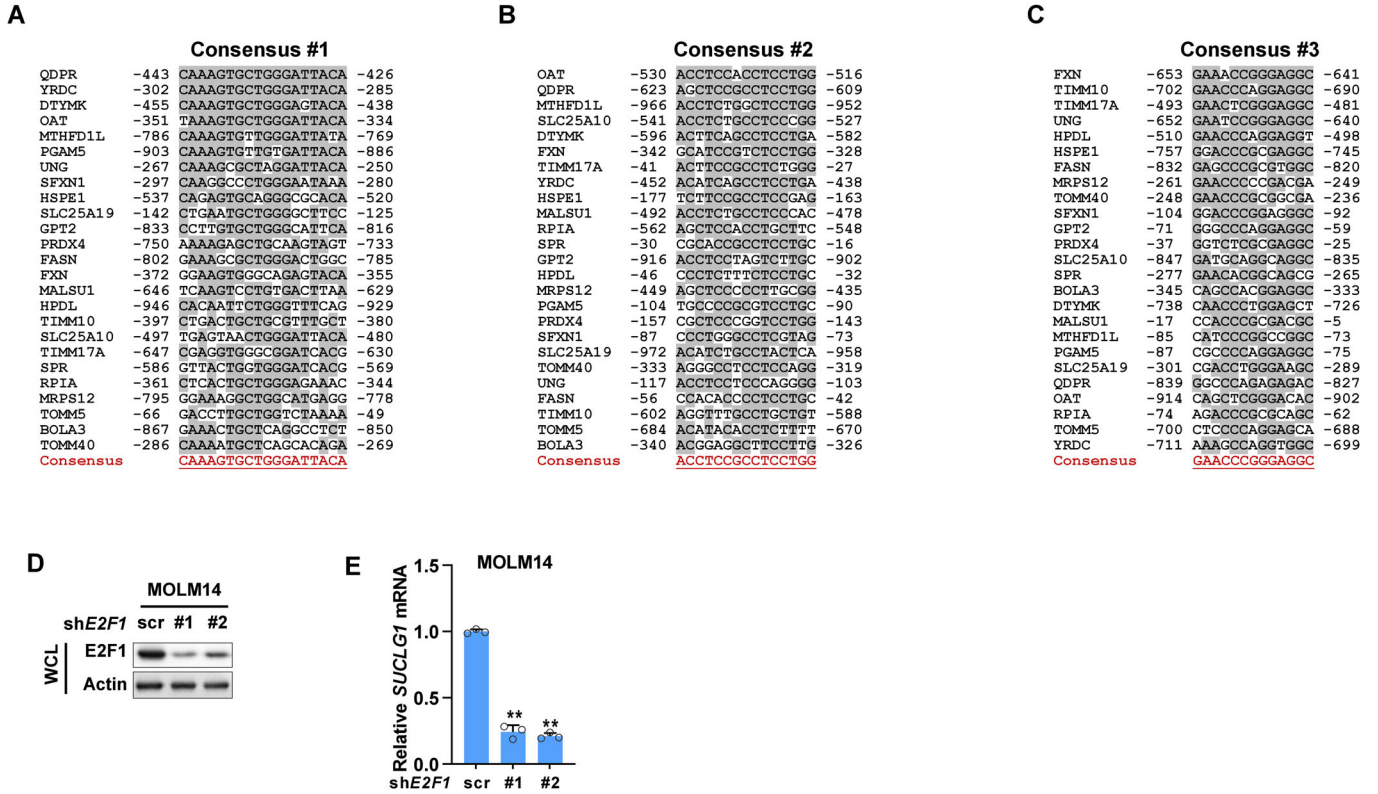 A
Consensus #1
QDPR -443 CAAAGTGCTGGGATTACA -426
YRDC -302 CAAAGTGCTGGGATTACA -285
DTYMK -455 CAAAGTGCTGGGAGTACA -438
OAT -351 TAAAGTGCTGGGATTACA -334
MTHFD1L -786 CAAAGTGTTGGGATTATA -769
PGAM5 -903 CAAAGTGTTGTGATTACA -886
UNG -267 CAAAGCGCTAGGATTACA -250
SFXN1 -297 CAAGGCCCTGGGAATAAA -280
HSPE1 -537 CAGAGTGCAGGGCGCACA -520
SLC25A19 -142 CTGAATGCTGGGGCTTCC -125
GPT2 -833 CCTTGTGCTGGGCATTCA -816
PRDX4 -750 AAAAGAGCTGCAAGTAGT -733
FASN -802 GAAAGCGCTGGGACTGGC -785
FXN -372 GGAAGTGGGCAGAGTACA -355
MALSU1 -646 TCAAGTCCTGTGACTTAA -629
HPDL -946 CACAATTCTGGGTTTCAG -929
TIMM10 -397 CTGACTGCTGCGTTTGCT -380
SLC25A10 -497 TGAGTAACTGGGATTACA -480
TIMM17A -647 CGAGGTGGGCGGATCACG -630
SPR -586 GTTACTGGTGGGATCACG -569
RPIA -361 CTCACTGCTGGGAGAAAC -344
MRPS12 -795 GGAAAGGCTGGCATGAGG -778
TOMM5 -66 GACCTTGCTGGTCTAAAA -49
BOLA3 -867 GAAACTGCTCAGGCCTCT -850
TOMM40 -286 CAAAATGCTCAGCACAGA -269
Consensus CAAAGTGCTGGGATTACA
B
Consensus #2
OAT -530 ACCTCCACCTCCTGG -516
QDPR -623 AGCTCCGCCTCCTGG -609
MTHFD1L -966 ACCTCTGGCTCCTGG -952
SLC25A10 -541 ACCTCTGCCTCCCGG -527
DTYMK -596 ACTTCAGCCTCCTGA -582
FXN -342 GCATCCGTCTCCTGG -328
TIMM17A -41 ACTTCCGCCTCTGGG -27
YRDC -452 ACATCAGCCTCCTGA -438
HSPE1 -177 TCTTCCGCCTCCGAG -163
MALSU1 -492 ACCTCTGCCTCCCAC -478
RPIA -562 AGCTCCACCTGCTTC -548
SPR -30 CGCACCGCCTCCTGC -16
GPT2 -916 ACCTCCTAGTCTTGC -902
HPDL -46 CCCTCTTTCTCCTGC -32
MRPS12 -449 ACCTCCCCCTTGCGG -435
PGAM5 -104 TGCCCCGCGTCCTGC -90
PRDX4 -157 CGCTCCCGGTCCTGG -143
SFXN1 -87 CCCTGGGCCTCGTAG -73
SLC25A19 -972 ACATCTGCCTACTCA -958
TOMM40 -333 AGGGCCTCCTCCAGG -319
UNG -117 ACCTCCTCCCAGGGG -103
FASN -56 CCACACCCCTCCTGC -42
TIMM10 -602 AGGTTTGCCTGCTGT -588
TOMM5 -684 ACATACACCTCTTTT -670
BOLA3 -340 ACGGAGGCTTCCTTG -326
Consensus ACCTCCGCCTCCTGG
C
Consensus #3
FXN -653 GAAACCGGGAGGC -641
TIMM10 -702 GAACCCAGGAGGC -690
TIMM17A -493 GAACTCGGGAGGC -481
UNG -652 GAATCCGGGAGGC -640
HPDL -510 GAACCCAGGAGGT -498
HSPE1 -757 GGACCCGCGAGGC -745
FASN -832 GAGCCCGCGTGGC -820
MRPS12 -261 GAACCCCCGACGA -249
TOMM40 -248 GAACCCGCGGCGA -236
SFXN1 -104 GGACCCGGGAGGC -92
GPT2 -71 GGGCCCAGGAGGC -59
PRDX4 -37 GGTCTCGCGAGGC -25
SLC25A10 -847 GATGCAGGCAGGC -835
SPR -277 GAACACGGCAGCG -265
BOLA3 -345 CAGCCACGGAGGC -333
DTYMK -738 CAACCCTGGAGCT -726
MALSU1 -17 CCACCCGCGACGC -5
MTHFD1L -85 CATCCCGGCCGGC -73
PGAM5 -87 CGCCCCAGGAGGC -75
SLC25A19 -301 CGACCTGGGAAGC -289
QDPR -839 GGCCCAGAGAGAC -827
OAT -914 CAGCTCGGGACAC -902
RPIA -74 AGACCCGCGCAGC -62
TOMM5 -700 CTCCCCAGGAGCA -688
YRDC -711 AAAGCCAGGTGGC -699
Consensus GAACCCGGGAGGC
D
MOLM14
shE2F1 scr #1 #2
WCL
E2F1
Actin
E
MOLM14
Relative SUCLG1 mRNA
1.5
1.0
0.5
0.0
** **
shE2F1 scr #1 #2